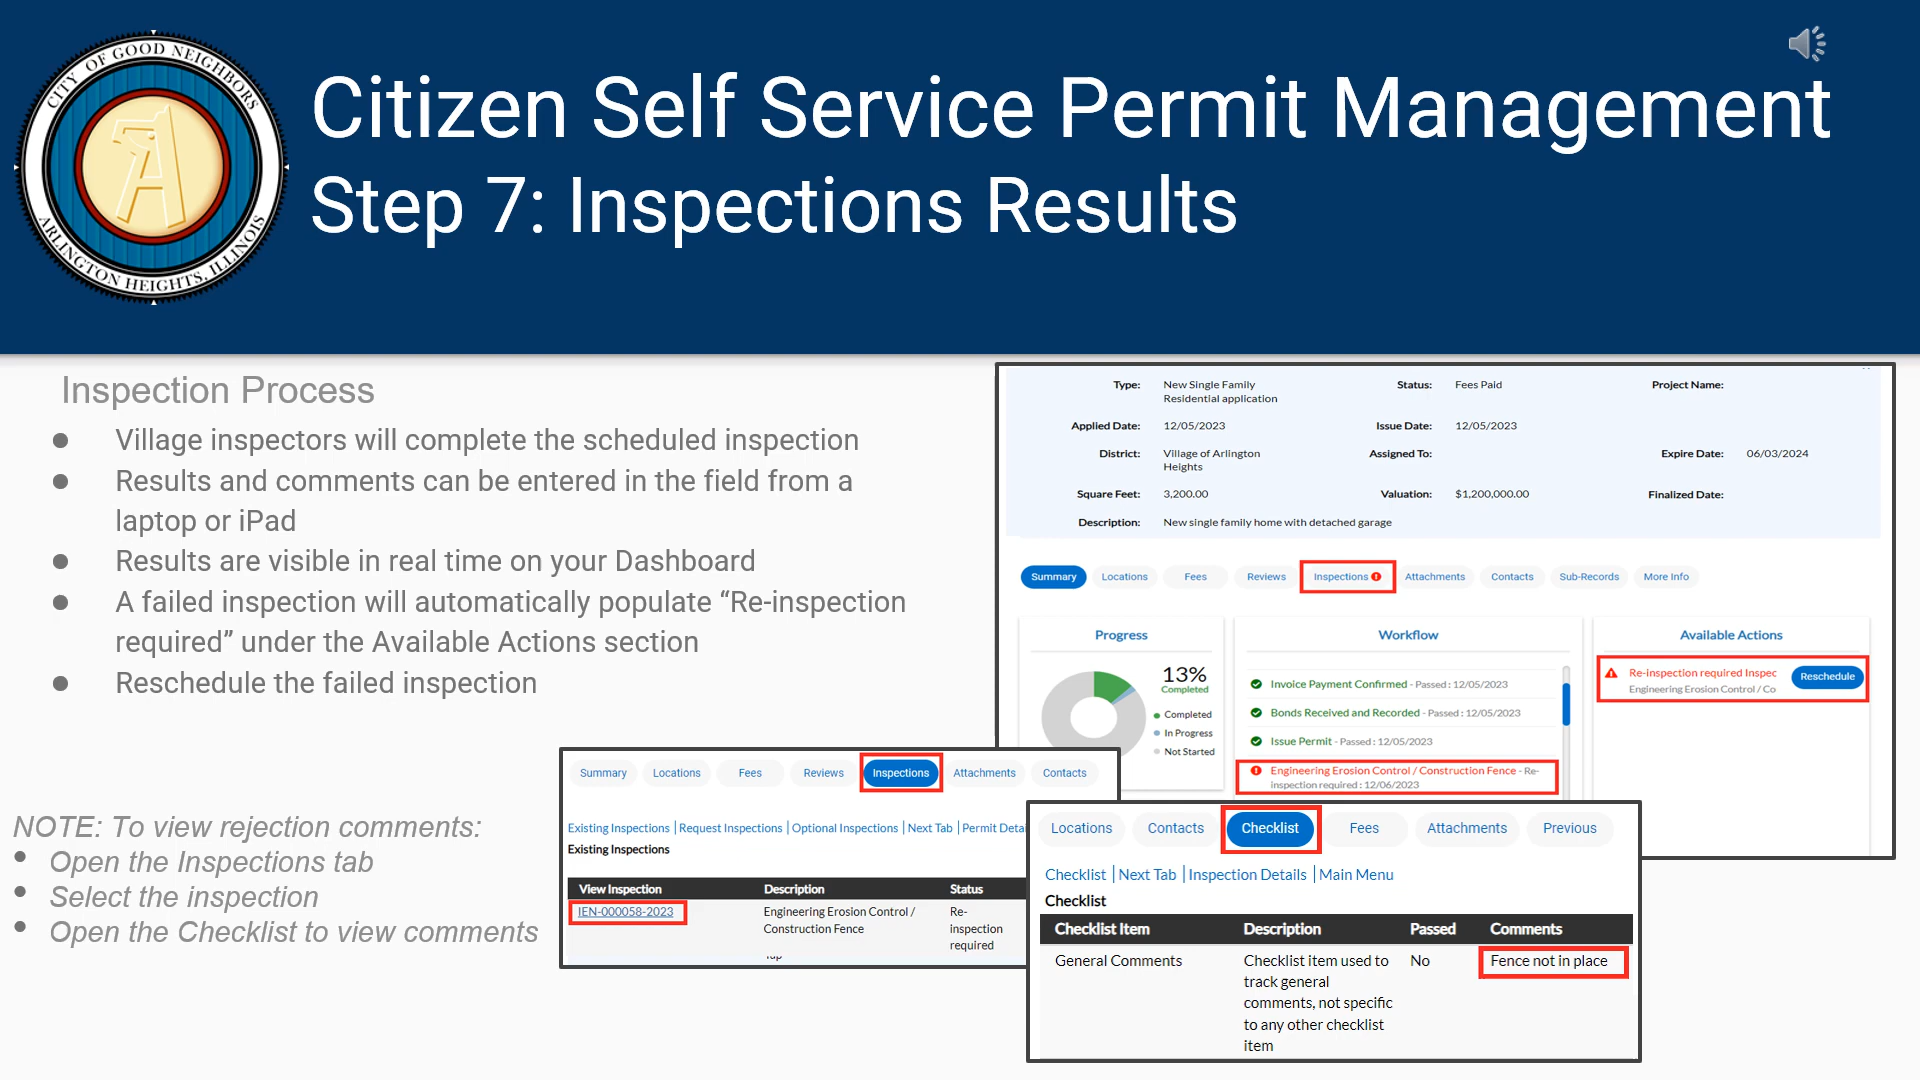 CITY OF GOOD NEIGHBORS
ARLINGTON HEIGHTS, ILLINOIS
Citizen Self Service Permit Management
Step 7: Inspections Results
Inspection Process
● Village inspectors will complete the scheduled inspection
● Results and comments can be entered in the field from a
laptop or iPad
● Results are visible in real time on your Dashboard
● A failed inspection will automatically populate “Re-inspection
required” under the Available Actions section
● Reschedule the failed inspection
NOTE: To view rejection comments:
• Open the Inspections tab
• Select the inspection
• Open the Checklist to view comments
Type: New Single Family Status: Fees Paid Project Name:
Residential application
Applied Date: 12/05/2023 Issue Date: 12/05/2023
District: Village of Arlington Assigned To: Expire Date: 06/03/2024
Heights
Square Feet: 3,200.00 Valuation: $1,200,000.00 Finalized Date:
Description: New single family home with detached garage
Summary Locations Fees Reviews Inspections Attachments Contacts Sub-Records More Info
Progress
13%
Completed
Completed
In Progress
Not Started
Workflow
Invoice Payment Confirmed - Passed : 12/05/2023
Bonds Received and Recorded - Passed : 12/05/2023
Issue Permit - Passed : 12/05/2023
Engineering Erosion Control / Construction Fence - Re-
inspection required : 12/06/2023
Available Actions
Re-inspection required Inspec
Engineering Erosion Control / Co
Reschedule
Summary Locations Fees Reviews Inspections Attachments Contacts
Existing Inspections | Request Inspections | Optional Inspections | Next Tab | Permit Detai
Existing Inspections
View Inspection Description Status
IEN-000058-2023 Engineering Erosion Control / Re-
Construction Fence inspection
required
Locations Contacts Checklist Fees Attachments Previous
Checklist | Next Tab | Inspection Details | Main Menu
Checklist
Checklist Item Description Passed Comments
General Comments Checklist item used to No Fence not in place
track general
comments, not specific
to any other checklist
item